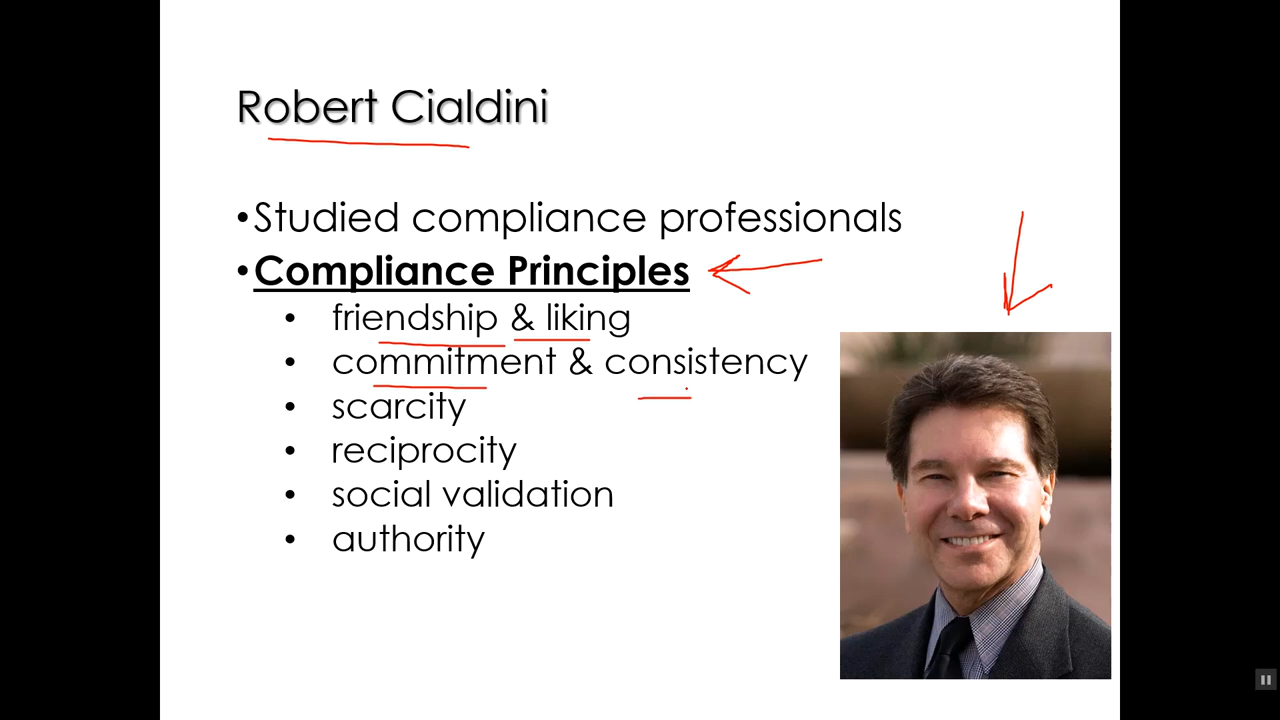 Robert Cialdini
•Studied compliance professionals
•Compliance Principles
• friendship & liking
• commitment & consistency
• scarcity
• reciprocity
• social validation
• authority